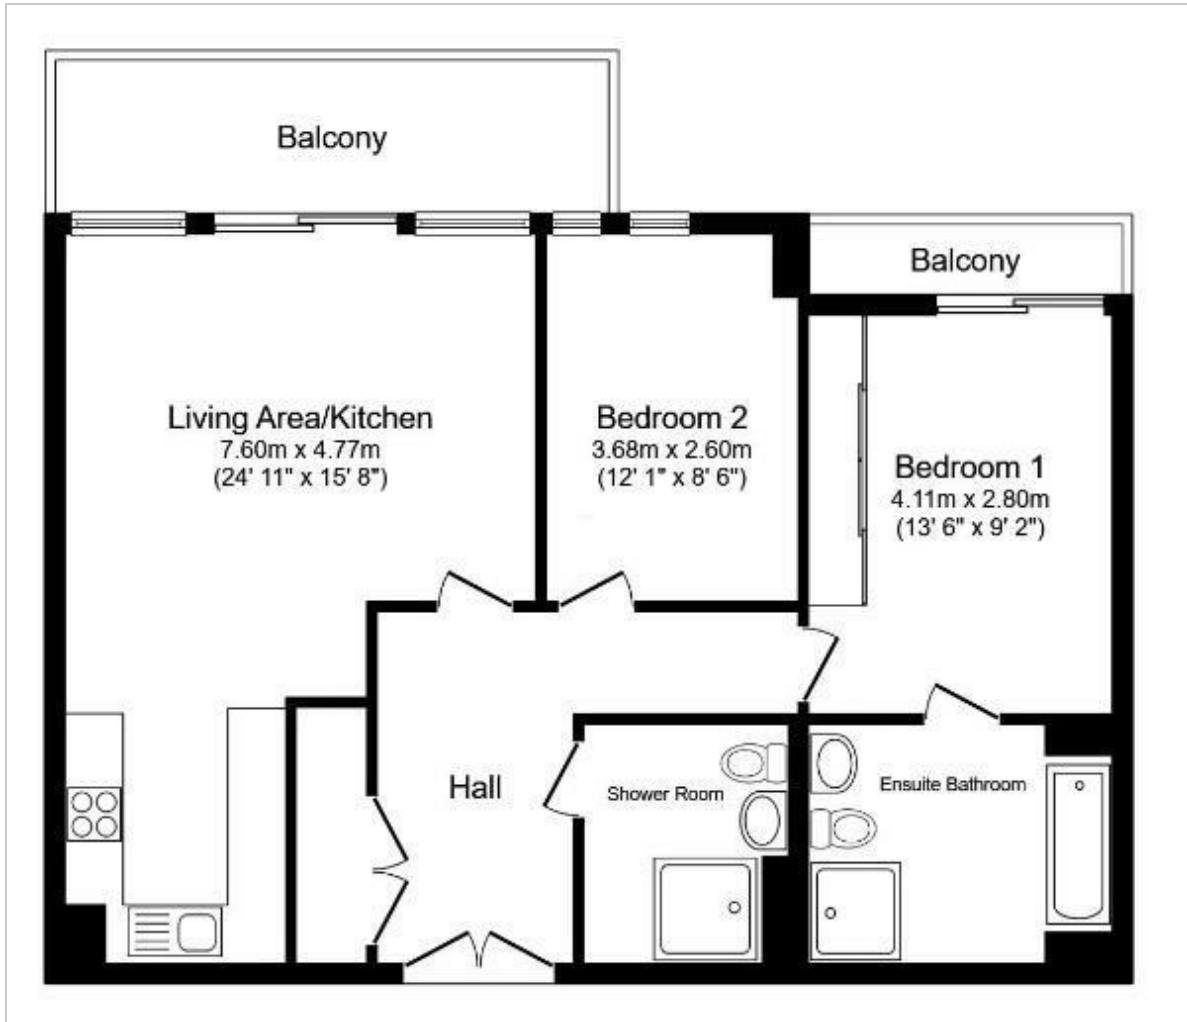 Balcony
Balcony
Living Area/Kitchen
7.60m x 4.77m
(24' 11" x 15' 8")
Bedroom 2
3.68m x 2.60m
(12' 1" x 8' 6")
Bedroom 1
4.11m x 2.80m
(13' 6" x 9' 2")
Hall
Shower Room
Ensuite Bathroom